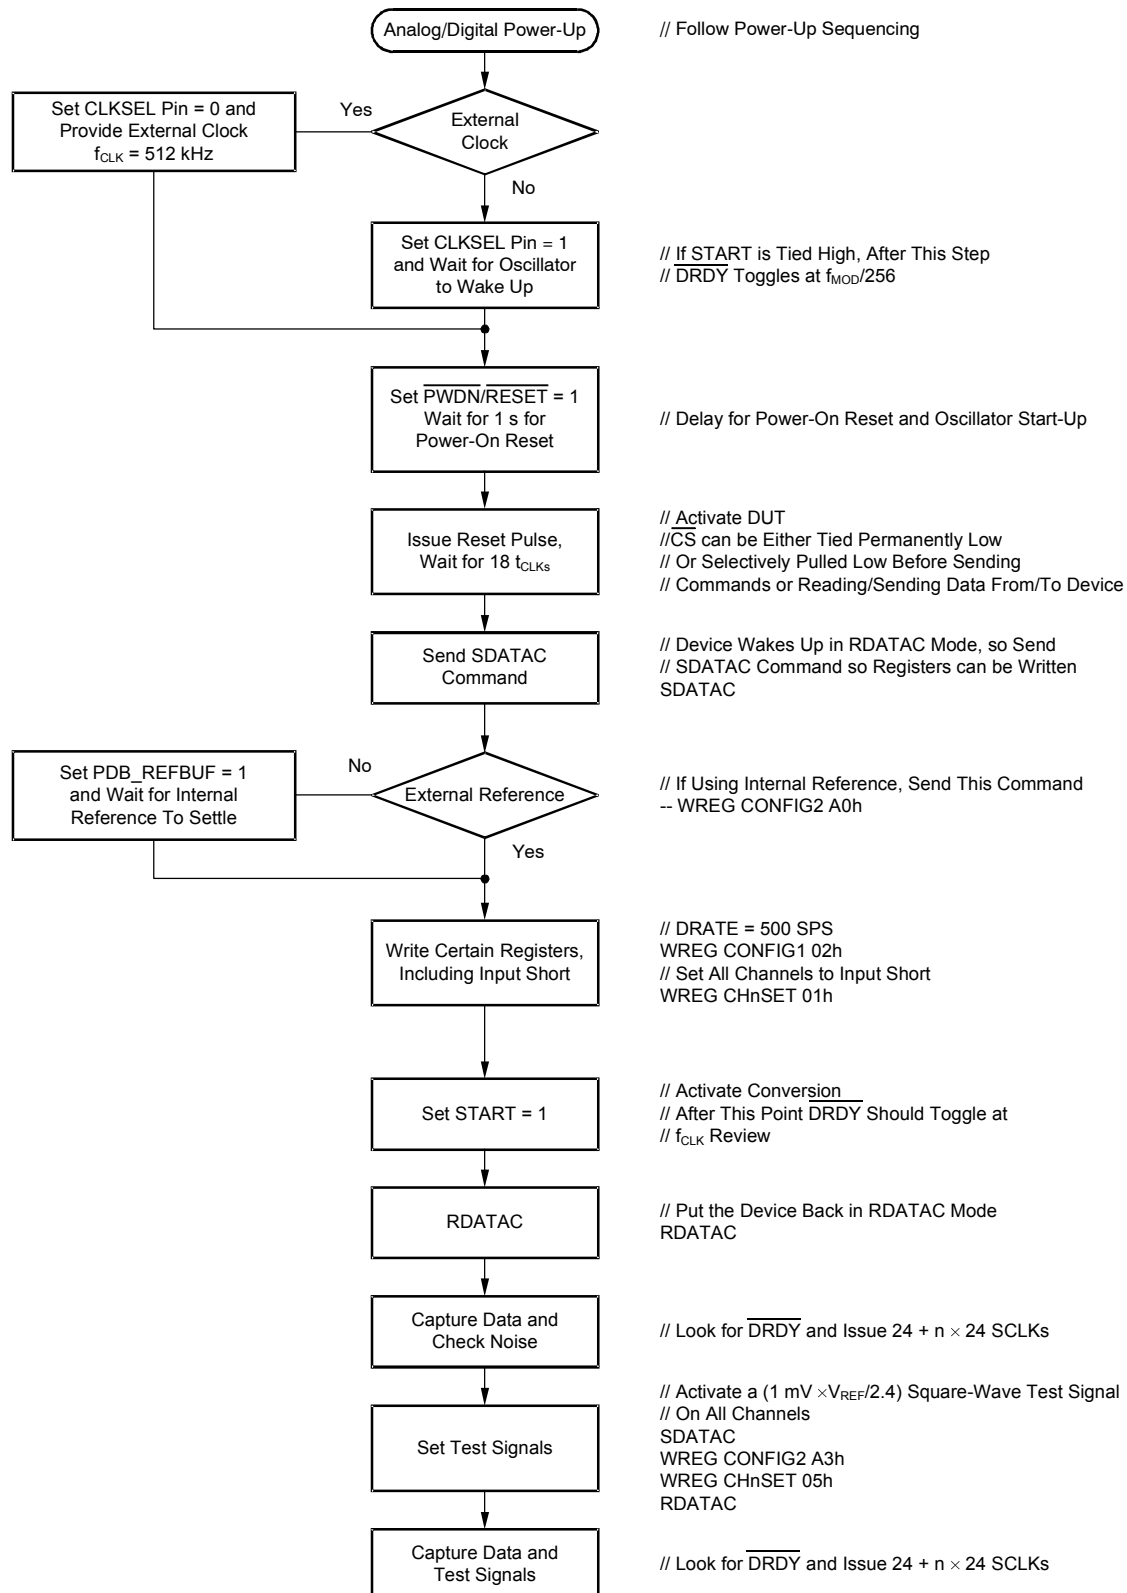 Analog/Digital Power-Up
// Follow Power-Up Sequencing
Set CLKSEL Pin = 0 and
Provide External Clock
fCLK = 512 kHz
Yes
External
Clock
No
Set CLKSEL Pin = 1
and Wait for Oscillator
to Wake Up
// If START is Tied High, After This Step
// DRDY Toggles at fMOD/256
Set PWDN/RESET = 1
Wait for 1 s for
Power-On Reset
// Delay for Power-On Reset and Oscillator Start-Up
Issue Reset Pulse,
Wait for 18 tCLKs
// Activate DUT
//CS can be Either Tied Permanently Low
// Or Selectively Pulled Low Before Sending
// Commands or Reading/Sending Data From/To Device
Send SDATAC
Command
// Device Wakes Up in RDATAC Mode, so Send
// SDATAC Command so Registers can be Written
SDATAC
Set PDB_REFBUF = 1
and Wait for Internal
Reference To Settle
No
External Reference
Yes
// If Using Internal Reference, Send This Command
-- WREG CONFIG2 A0h
Write Certain Registers,
Including Input Short
// DRATE = 500 SPS
WREG CONFIG1 02h
// Set All Channels to Input Short
WREG CHnSET 01h
Set START = 1
// Activate Conversion
// After This Point DRDY Should Toggle at
// fCLK Review
RDATAC
// Put the Device Back in RDATAC Mode
RDATAC
Capture Data and
Check Noise
// Look for DRDY and Issue 24 + n × 24 SCLKs
Set Test Signals
// Activate a (1 mV ×VREF/2.4) Square-Wave Test Signal
// On All Channels
SDATAC
WREG CONFIG2 A3h
WREG CHnSET 05h
RDATAC
Capture Data and
Test Signals
// Look for DRDY and Issue 24 + n × 24 SCLKs